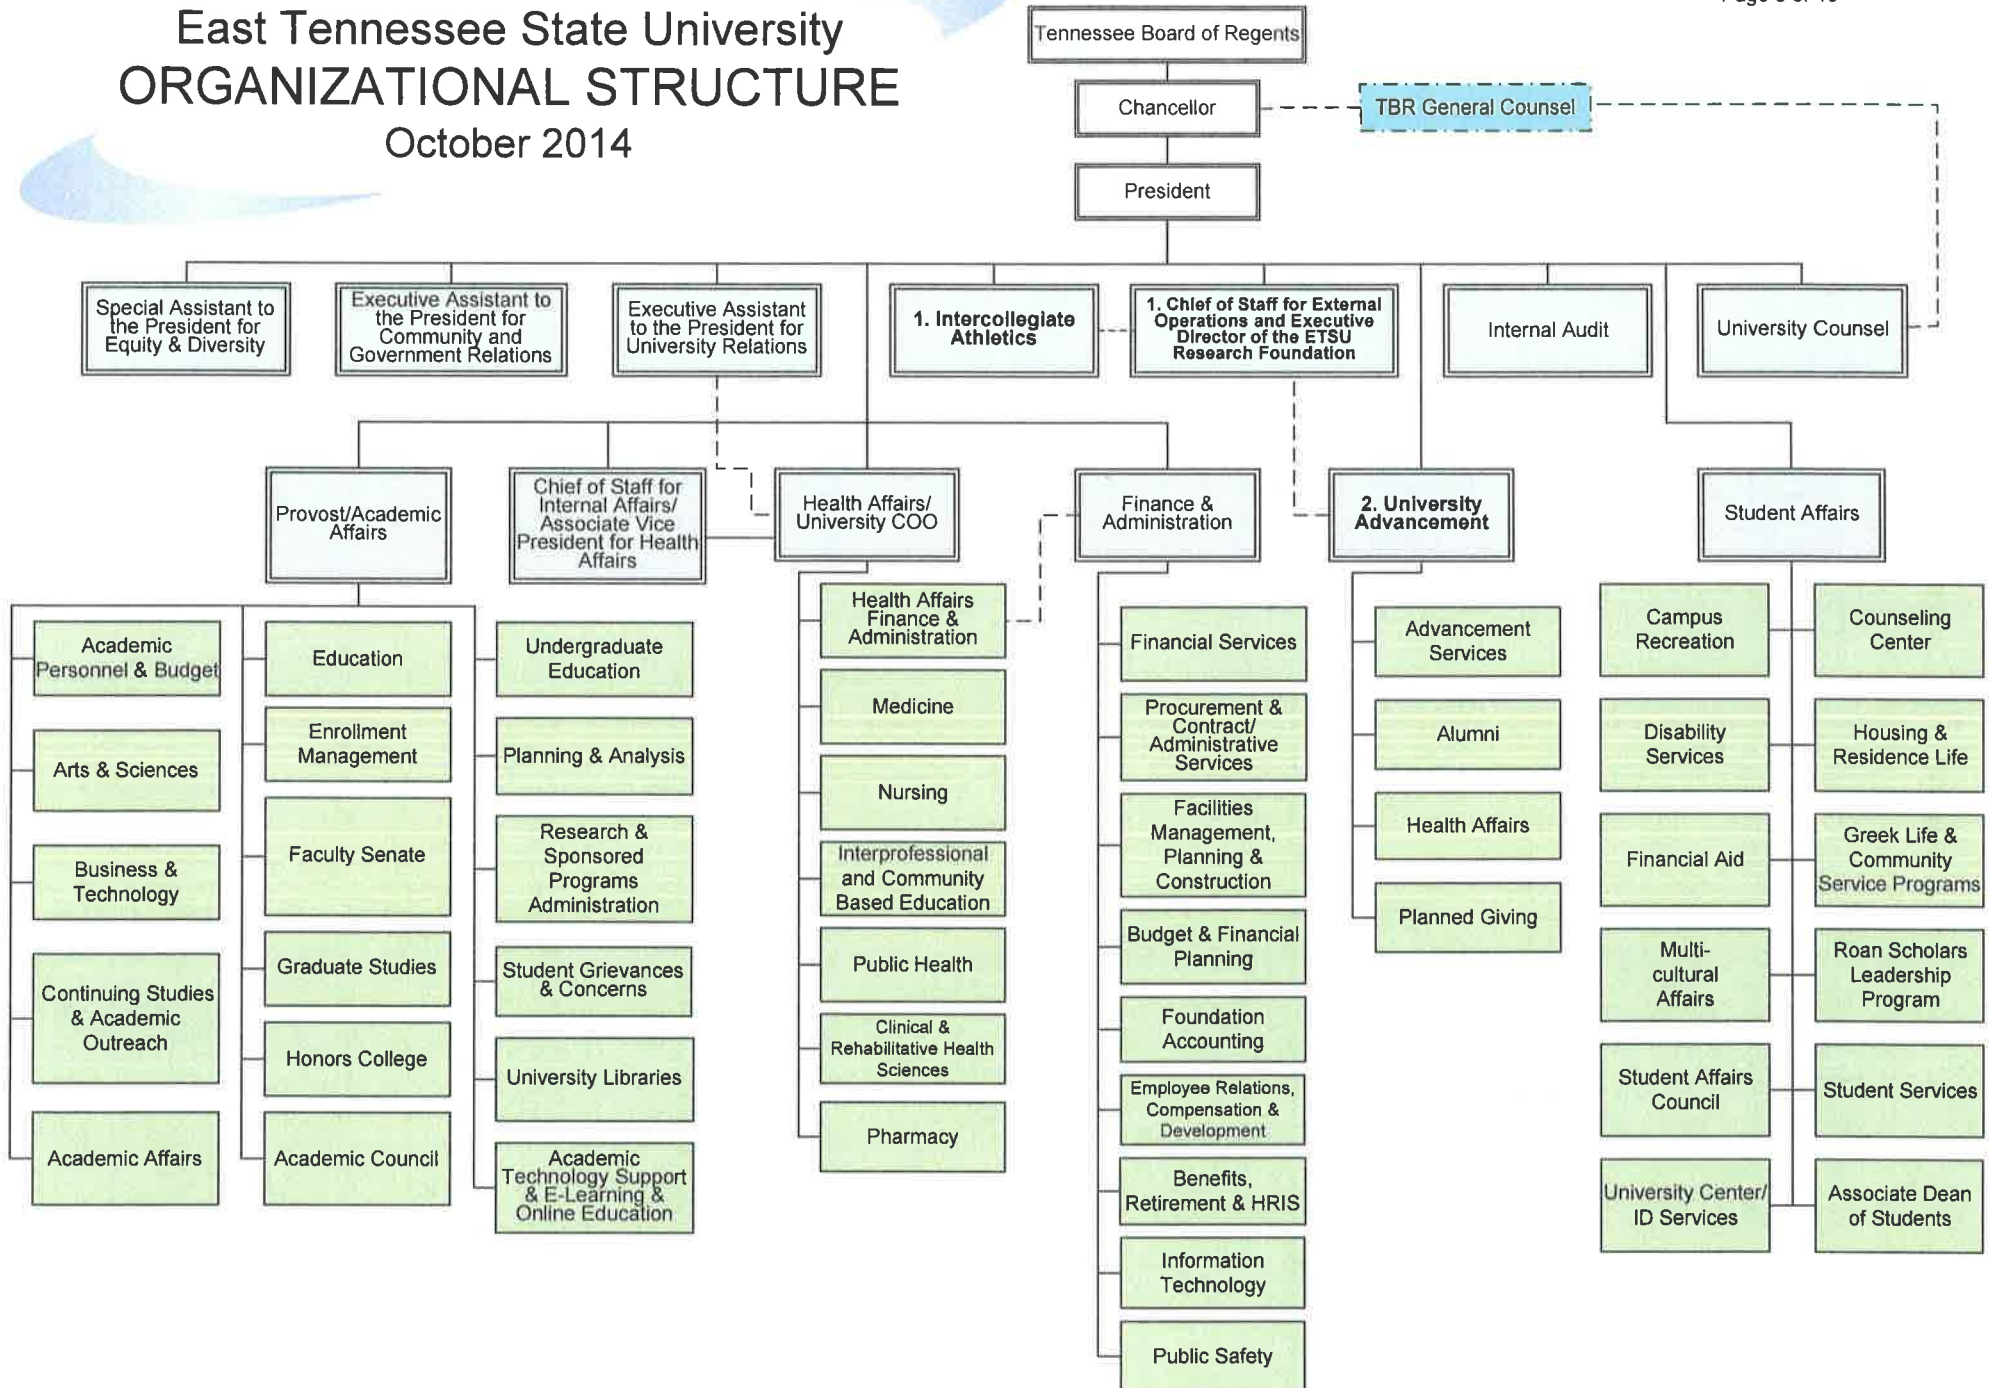 East Tennessee State University
ORGANIZATIONAL STRUCTURE
October 2014
Tennessee Board of Regents
Chancellor
TBR General Counsel
President
Special Assistant to
the President for
Equity & Diversity
Executive Assistant to
the President for
Community and
Government Relations
Executive Assistant
to the President for
University Relations
1. Intercollegiate
Athletics
1. Chief of Staff for External
Operations and Executive
Director of the ETSU
Research Foundation
Internal Audit
University Counsel
Provost/Academic
Affairs
Chief of Staff for
Internal Affairs/
Associate Vice
President for Health
Affairs
Health Affairs/
University COO
Finance &
Administration
2. University
Advancement
Student Affairs
Academic
Personnel & Budget
Arts & Sciences
Business &
Technology
Continuing Studies
& Academic
Outreach
Academic Affairs
Education
Enrollment
Management
Faculty Senate
Graduate Studies
Honors College
Academic Council
Undergraduate
Education
Planning & Analysis
Research &
Sponsored
Programs
Administration
Student Grievances
& Concerns
University Libraries
Academic
Technology Support
& E-Learning &
Online Education
Health Affairs
Finance &
Administration
Medicine
Nursing
Interprofessional
and Community
Based Education
Public Health
Clinical &
Rehabilitative Health
Sciences
Pharmacy
Financial Services
Procurement &
Contract/
Administrative
Services
Facilities
Management,
Planning &
Construction
Budget & Financial
Planning
Foundation
Accounting
Employee Relations,
Compensation &
Development
Benefits,
Retirement & HRIS
Information
Technology
Public Safety
Advancement
Services
Alumni
Health Affairs
Planned Giving
Campus
Recreation
Disability
Services
Financial Aid
Multi-
cultural
Affairs
Student Affairs
Council
University Center/
ID Services
Counseling
Center
Housing &
Residence Life
Greek Life &
Community
Service Programs
Roan Scholars
Leadership
Program
Student Services
Associate Dean
of Students